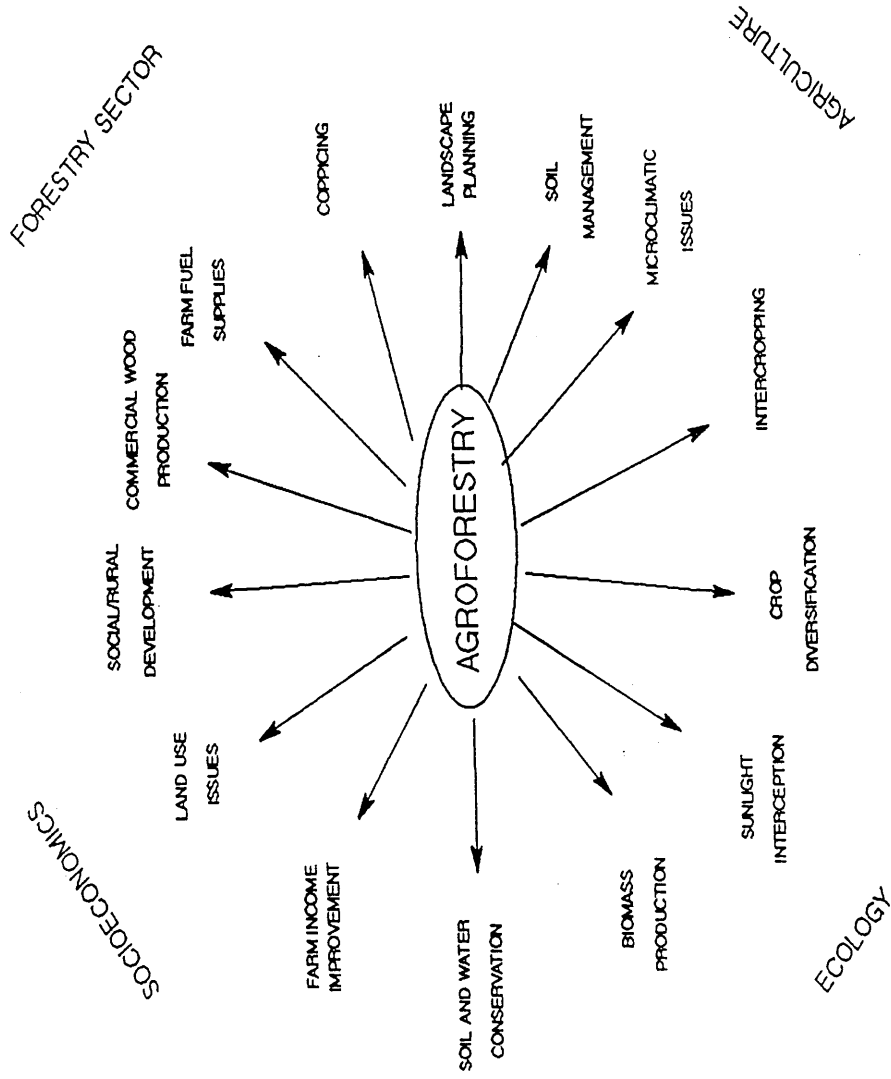 SOCIOECONOMICS
FORESTRY SECTOR
SOCIAL/RURAL
DEVELOPMENT
COMMERCIAL WOOD
PRODUCTION
LAND USE
ISSUES
FARM FUEL
SUPPLIES
FARM INCOME
IMPROVEMENT
COPPICING
SOIL AND WATER
CONSERVATION
AGROFORESTRY
LANDSCAPE
PLANNING
SOIL
MANAGEMENT
BIOMASS
PRODUCTION
MICROCLIMATIC
ISSUES
SUNLIGHT
INTERCEPTION
CROP
DIVERSIFICATION
INTERCROPPING
ECOLOGY
AGRICULTURE